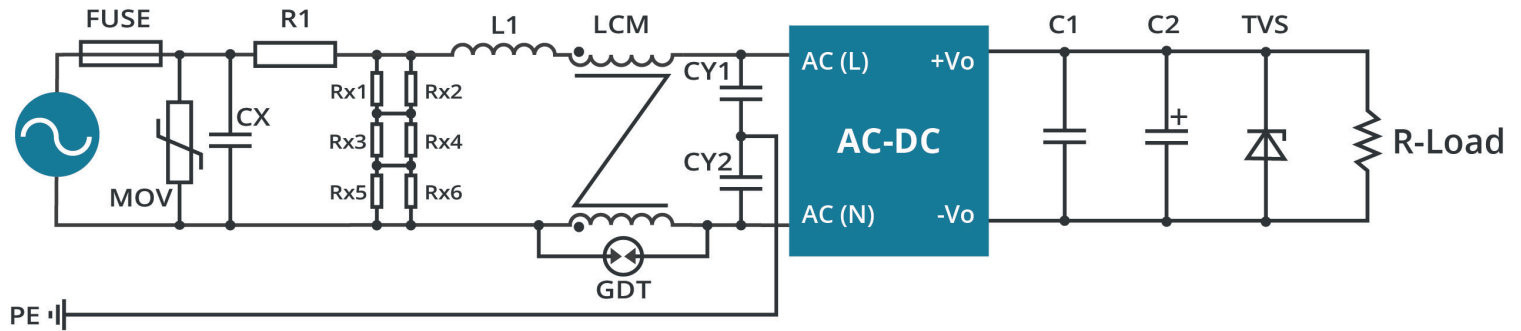 FUSE
R1
L1
LCM
C1
C2
TVS
AC (L)
+Vo
CY1
Rx1
Rx2
CX
+
Rx3
Rx4
AC-DC
R-Load
CY2
MOV
Rx5
Rx6
AC (N)
-Vo
GDT
PE